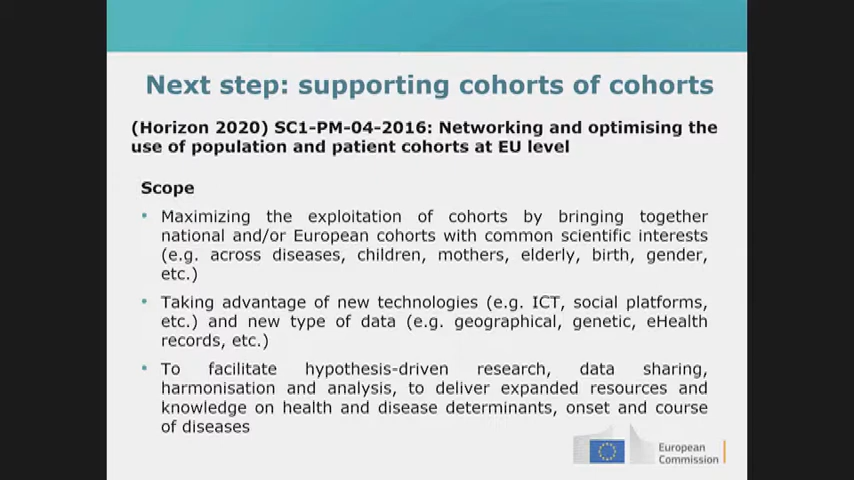 Next step: supporting cohorts of cohorts
(Horizon 2020) SC1-PM-04-2016: Networking and optimising the
use of population and patient cohorts at EU level
Scope
• Maximizing the exploitation of cohorts by bringing together
national and/or European cohorts with common scientific interests
(e.g. across diseases, children, mothers, elderly, birth, gender,
etc.)
• Taking advantage of new technologies (e.g. ICT, social platforms,
etc.) and new type of data (e.g. geographical, genetic, eHealth
records, etc.)
• To facilitate hypothesis-driven research, data sharing,
harmonisation and analysis, to deliver expanded resources and
knowledge on health and disease determinants, onset and course
of diseases
European
Commission